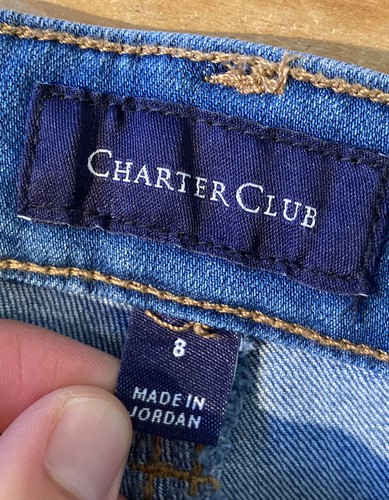 CHARTER CLUB
8
MADE IN
JORDAN